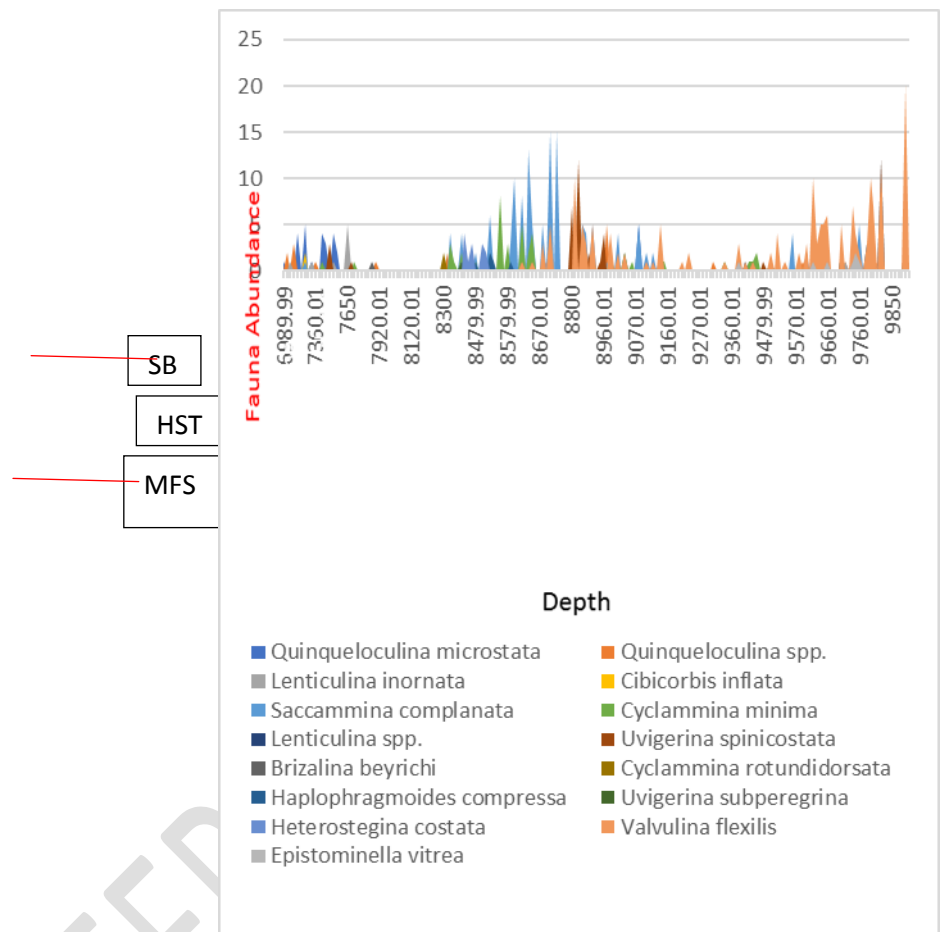 25
20
15
10
5
0
Fauna Abundance
6989.99 7360.01 7650 7920.01 8120.01 8300 8479.99 8579.99 8670.01 8800 8960.01 9070.01 9160.01 9270.01 9360.01 9479.99 9570.01 9660.01 9760.01 9850
SB
HST
MFS
Depth
Quinqueloculina microstata Quinqueloculina spp.
Lenticulina inornata Cibicorbis inflata
Saccammina complanata Cyclammina minima
Lenticulina spp. Uvigerina spinicostata
Brizalina beyrichi Cyclammina rotundidorsata
Haplophragmoides compressa Uvigerina subperegrina
Heterostegina costata Valvulina flexilis
Epistominella vitrea